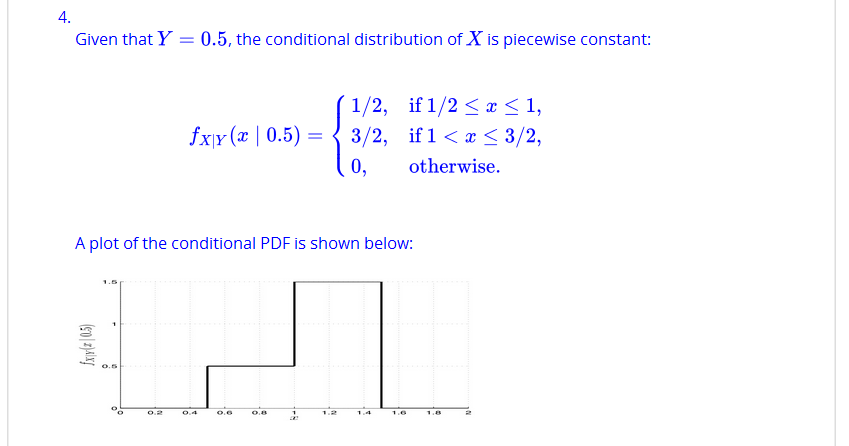 4.
Given that Y = 0.5, the conditional distribution of X is piecewise constant:
1/2, if 1/2 ≤ x ≤ 1,
f_{X|Y}(x | 0.5) = { 3/2, if 1 < x ≤ 3/2,
0, otherwise.
A plot of the conditional PDF is shown below:
1.5
1
f_{X|Y}(x | 0.5)
0.5
0
0 0.2 0.4 0.6 0.8 1 1.2 1.4 1.6 1.8 2
x